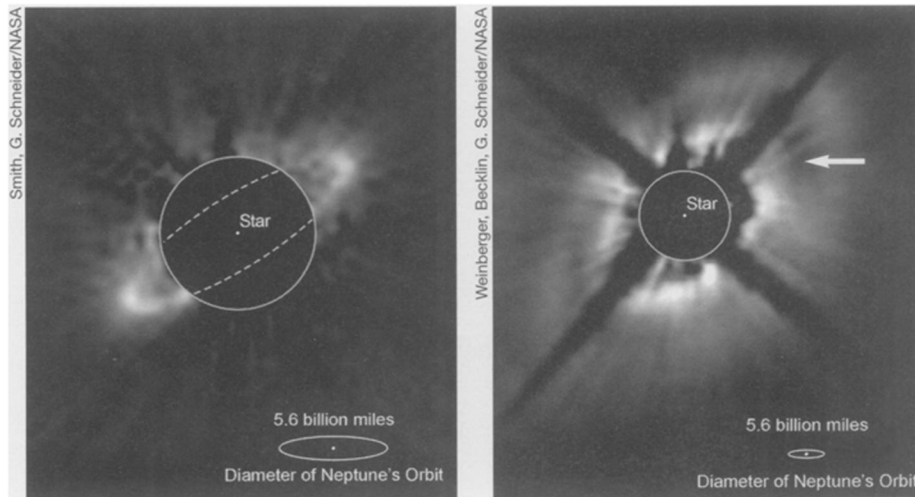 Smith, G. Schneider/NASA
Star
5.6 billion miles
Diameter of Neptune's Orbit
Weinberger, Becklin, G. Schneider/NASA
Star
5.6 billion miles
Diameter of Neptune's Orbit